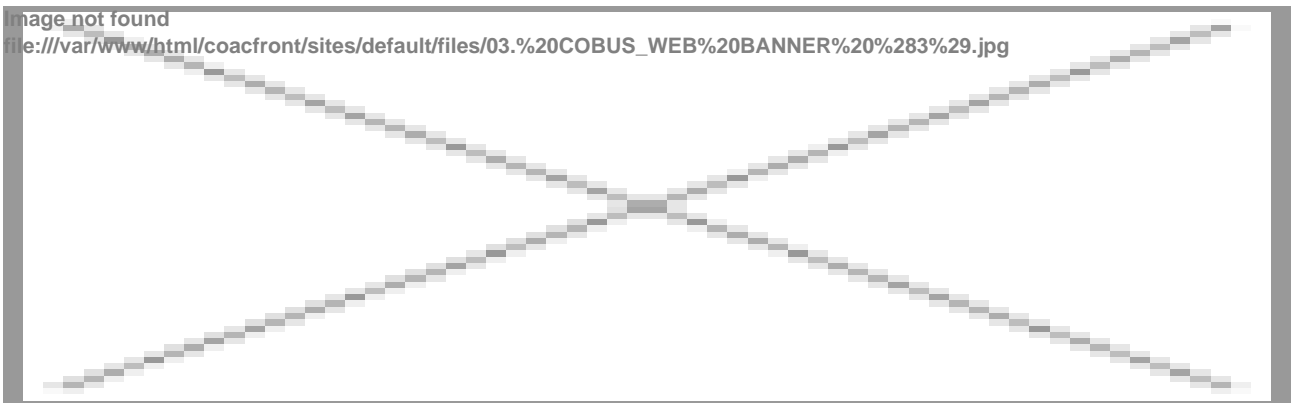 Image not found
file:///var/www/html/coacfront/sites/default/files/03.%20COBUS_WEB%20BANNER%20%283%29.jpg